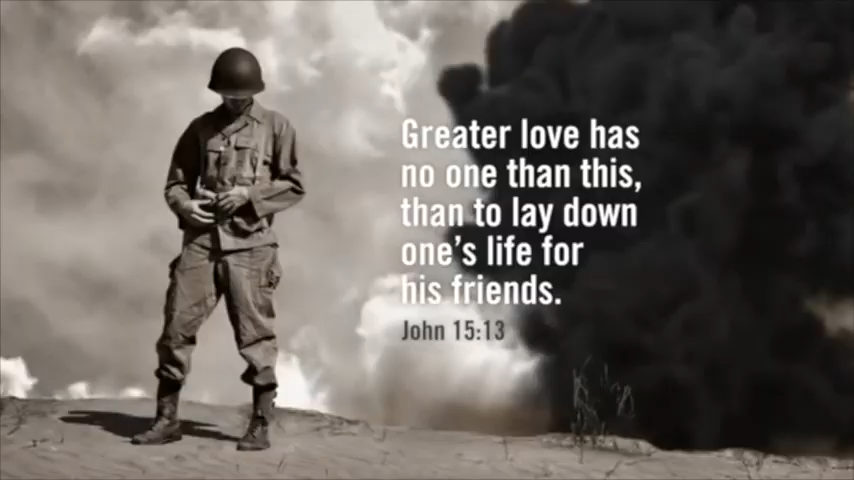 Greater love has
no one than this,
than to lay down
one's life for
his friends.
John 15:13